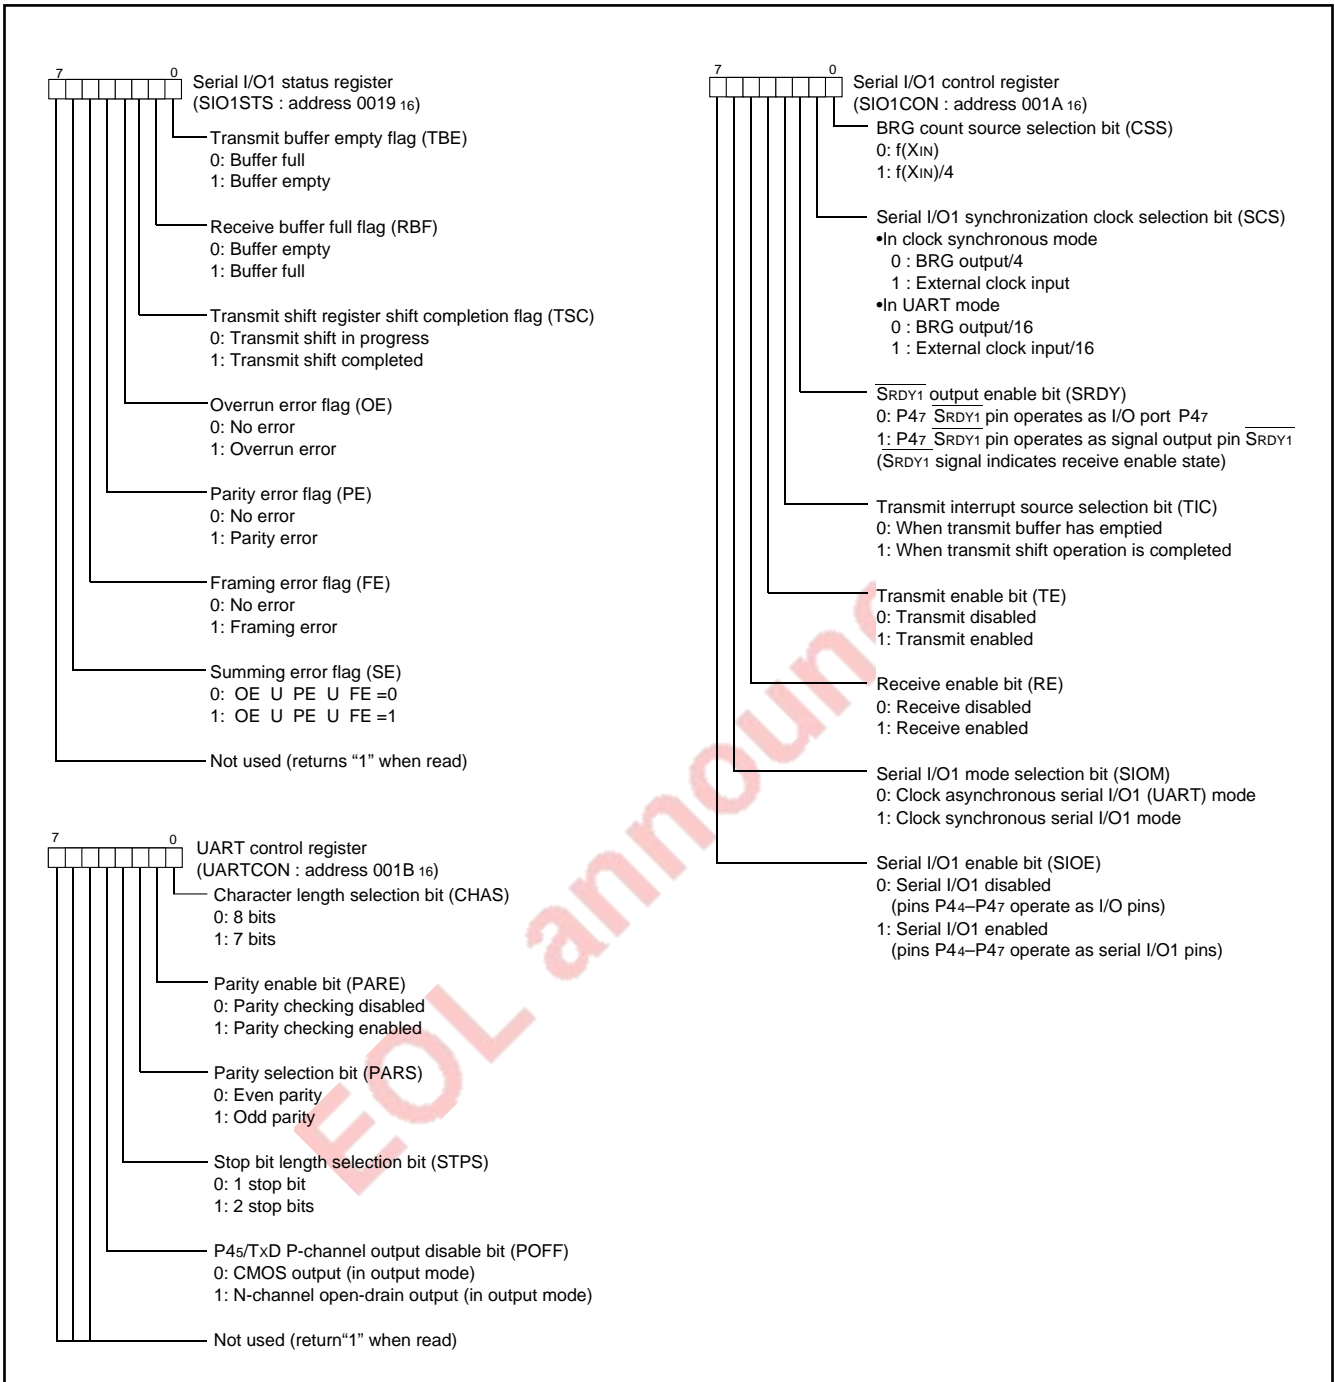 7 0
Serial I/O1 status register
(SIO1STS : address 0019 16)
Transmit buffer empty flag (TBE)
0: Buffer full
1: Buffer empty
Receive buffer full flag (RBF)
0: Buffer empty
1: Buffer full
Transmit shift register shift completion flag (TSC)
0: Transmit shift in progress
1: Transmit shift completed
Overrun error flag (OE)
0: No error
1: Overrun error
Parity error flag (PE)
0: No error
1: Parity error
Framing error flag (FE)
0: No error
1: Framing error
Summing error flag (SE)
0: OE U PE U FE =0
1: OE U PE U FE =1
Not used (returns “1” when read)
7 0
UART control register
(UARTCON : address 001B 16)
Character length selection bit (CHAS)
0: 8 bits
1: 7 bits
Parity enable bit (PARE)
0: Parity checking disabled
1: Parity checking enabled
Parity selection bit (PARS)
0: Even parity
1: Odd parity
Stop bit length selection bit (STPS)
0: 1 stop bit
1: 2 stop bits
P45/TxD P-channel output disable bit (POFF)
0: CMOS output (in output mode)
1: N-channel open-drain output (in output mode)
Not used (return“1” when read)
7 0
Serial I/O1 control register
(SIO1CON : address 001A 16)
BRG count source selection bit (CSS)
0: f(XIN)
1: f(XIN)/4
Serial I/O1 synchronization clock selection bit (SCS)
•In clock synchronous mode
0 : BRG output/4
1 : External clock input
•In UART mode
0 : BRG output/16
1 : External clock input/16
SRDY1 output enable bit (SRDY)
0: P47 SRDY1 pin operates as I/O port P47
1: P47 SRDY1 pin operates as signal output pin SRDY1
(SRDY1 signal indicates receive enable state)
Transmit interrupt source selection bit (TIC)
0: When transmit buffer has emptied
1: When transmit shift operation is completed
Transmit enable bit (TE)
0: Transmit disabled
1: Transmit enabled
Receive enable bit (RE)
0: Receive disabled
1: Receive enabled
Serial I/O1 mode selection bit (SIOM)
0: Clock asynchronous serial I/O1 (UART) mode
1: Clock synchronous serial I/O1 mode
Serial I/O1 enable bit (SIOE)
0: Serial I/O1 disabled
(pins P44–P47 operate as I/O pins)
1: Serial I/O1 enabled
(pins P44–P47 operate as serial I/O1 pins)
EOL announc